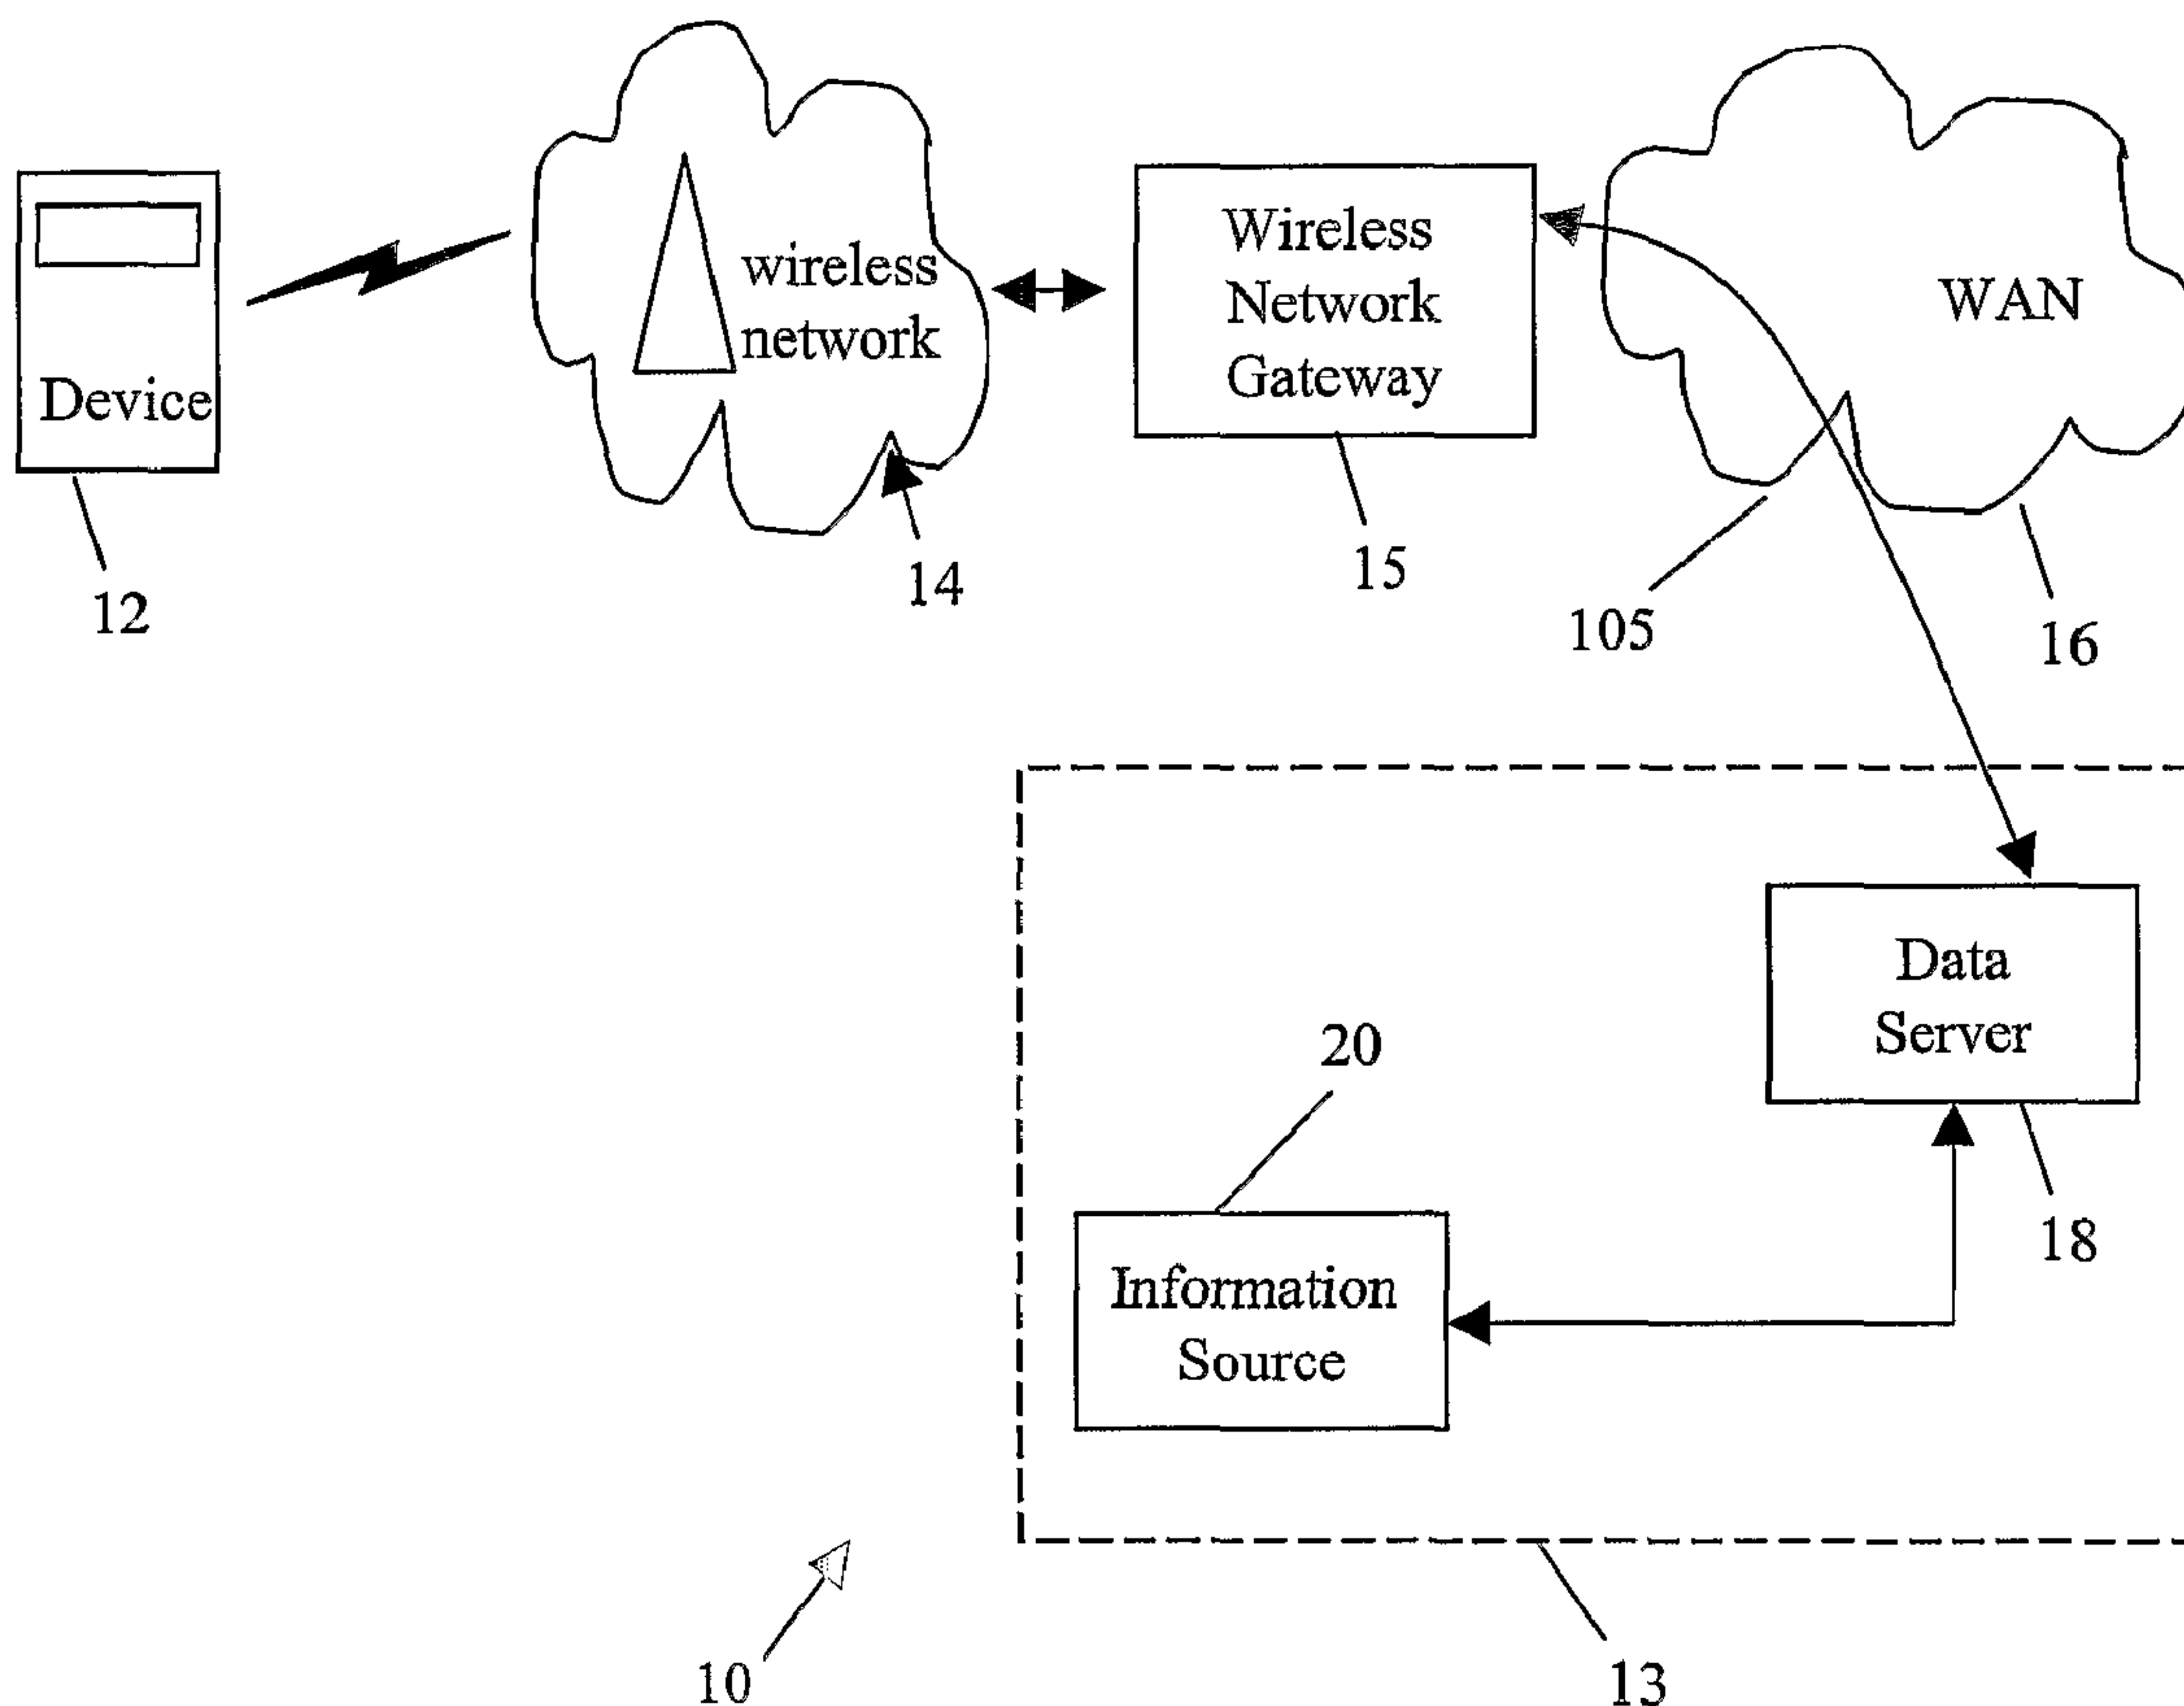 Device
12
wireless
network
14
Wireless
Network
Gateway
15
WAN
105
16
Data
Server
18
20
Information
Source
10
13